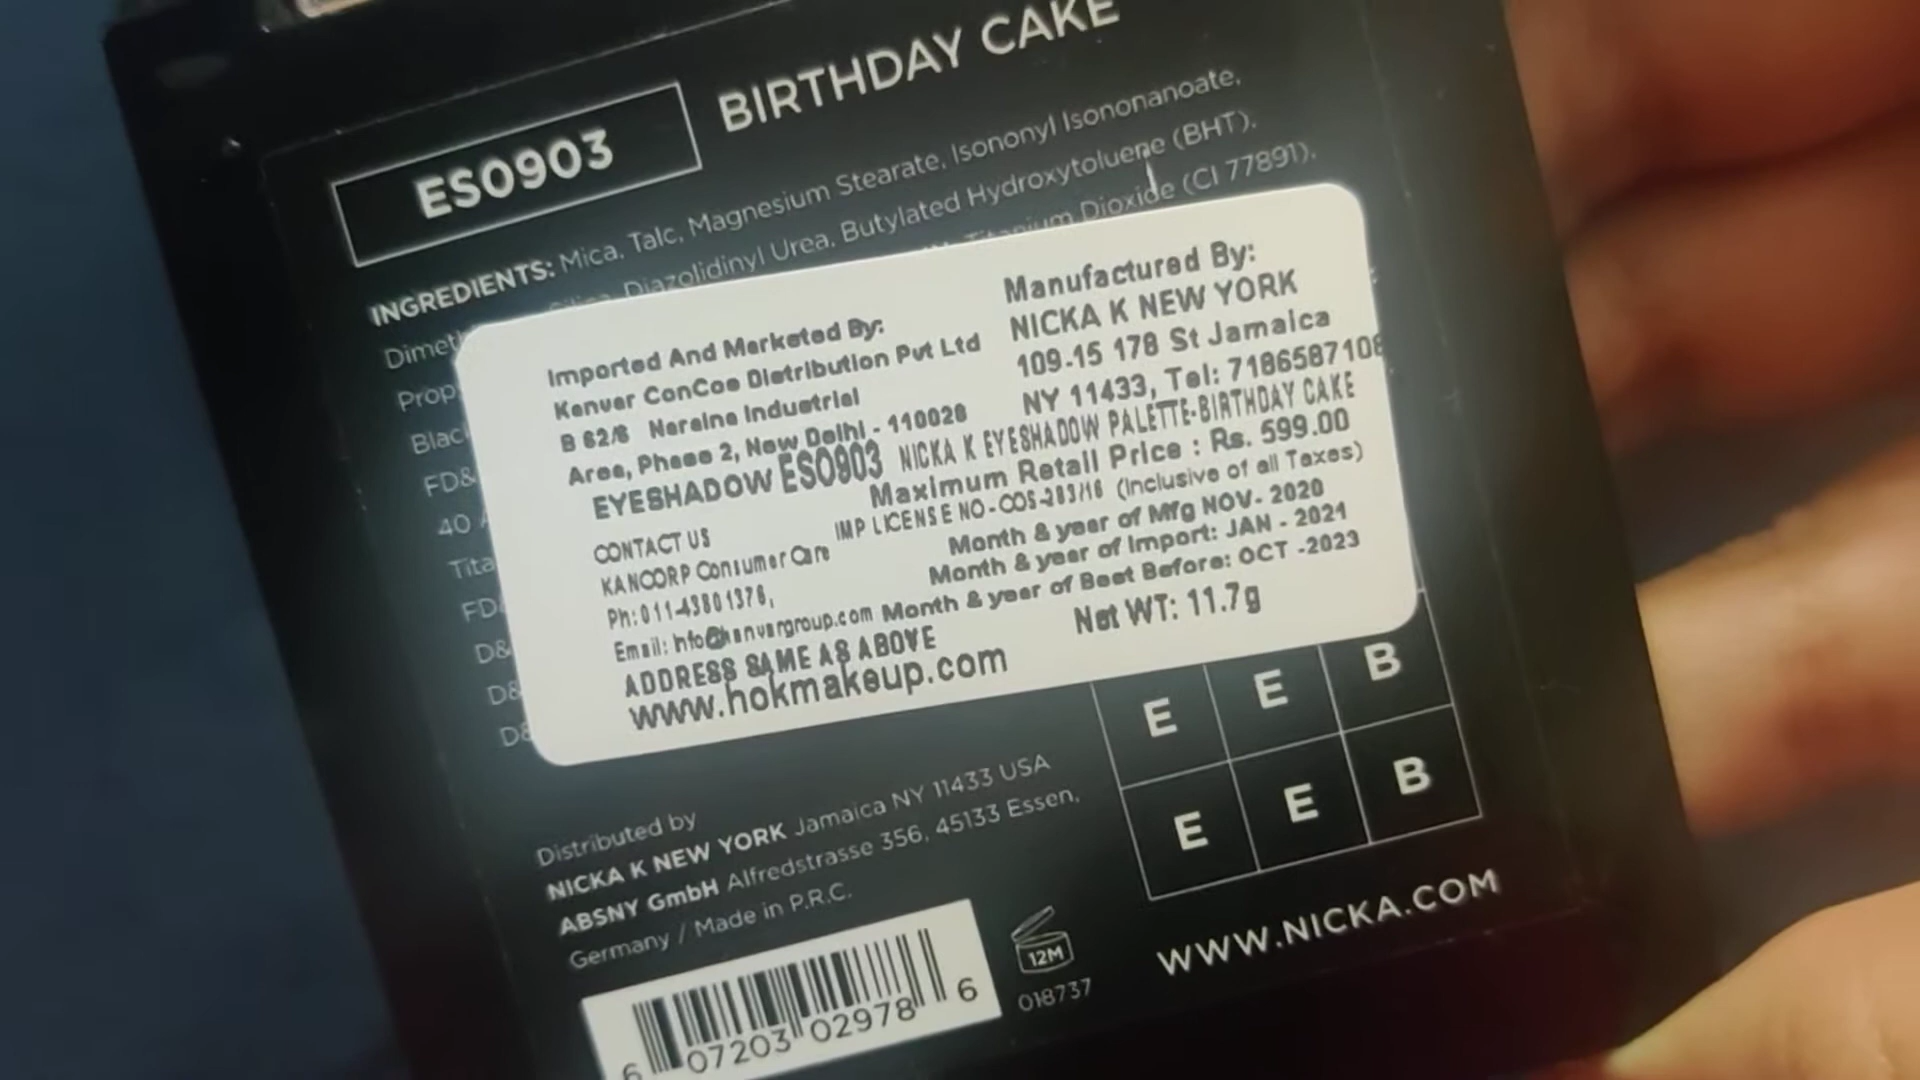 ES0903
BIRTHDAY CAKE
INGREDIENTS: Mica, Talc, Magnesium Stearate, Isononyl Isononanoate,
Diazolidinyl Urea, Butylated Hydroxytoluene (BHT),
Titanium Dioxide (CI 77891),
Imported And Marketed By:
Kanvar ConCos Distribution Pvt Ltd
B 62/6 Naraina Industrial
Area, Phase 2, New Delhi - 110028
Manufactured By:
NICKA K NEW YORK
109-15 178 St Jamaica
NY 11433, Tel: 7186587108
EYESHADOW ES0903 NICKA K EYESHADOW PALETTE-BIRTHDAY CAKE
Maximum Retail Price : Rs. 599.00
IMP LICENSE NO-COS-283/16 (Inclusive of all Taxes)
CONTACT US
KANCORP Consumer Care
Ph:011-43801376,
Email: Info@kanvargroup.com
ADDRESS SAME AS ABOVE
www.hokmakeup.com
Month & year of Mfg NOV- 2020
Month & year of Import: JAN - 2021
Month & year of Best Before: OCT -2023
Net WT: 11.7g
Dimet
Prop
Blac
FD&
40
Tita
FD
D&
D&
D&
E E B
E E B
Distributed by
NICKA K NEW YORK Jamaica NY 11433 USA
ABSNY GmbH Alfredstrasse 356, 45133 Essen,
Germany / Made in P.R.C.
6 07203 02978 6
12M
018737
WWW.NICKA.COM